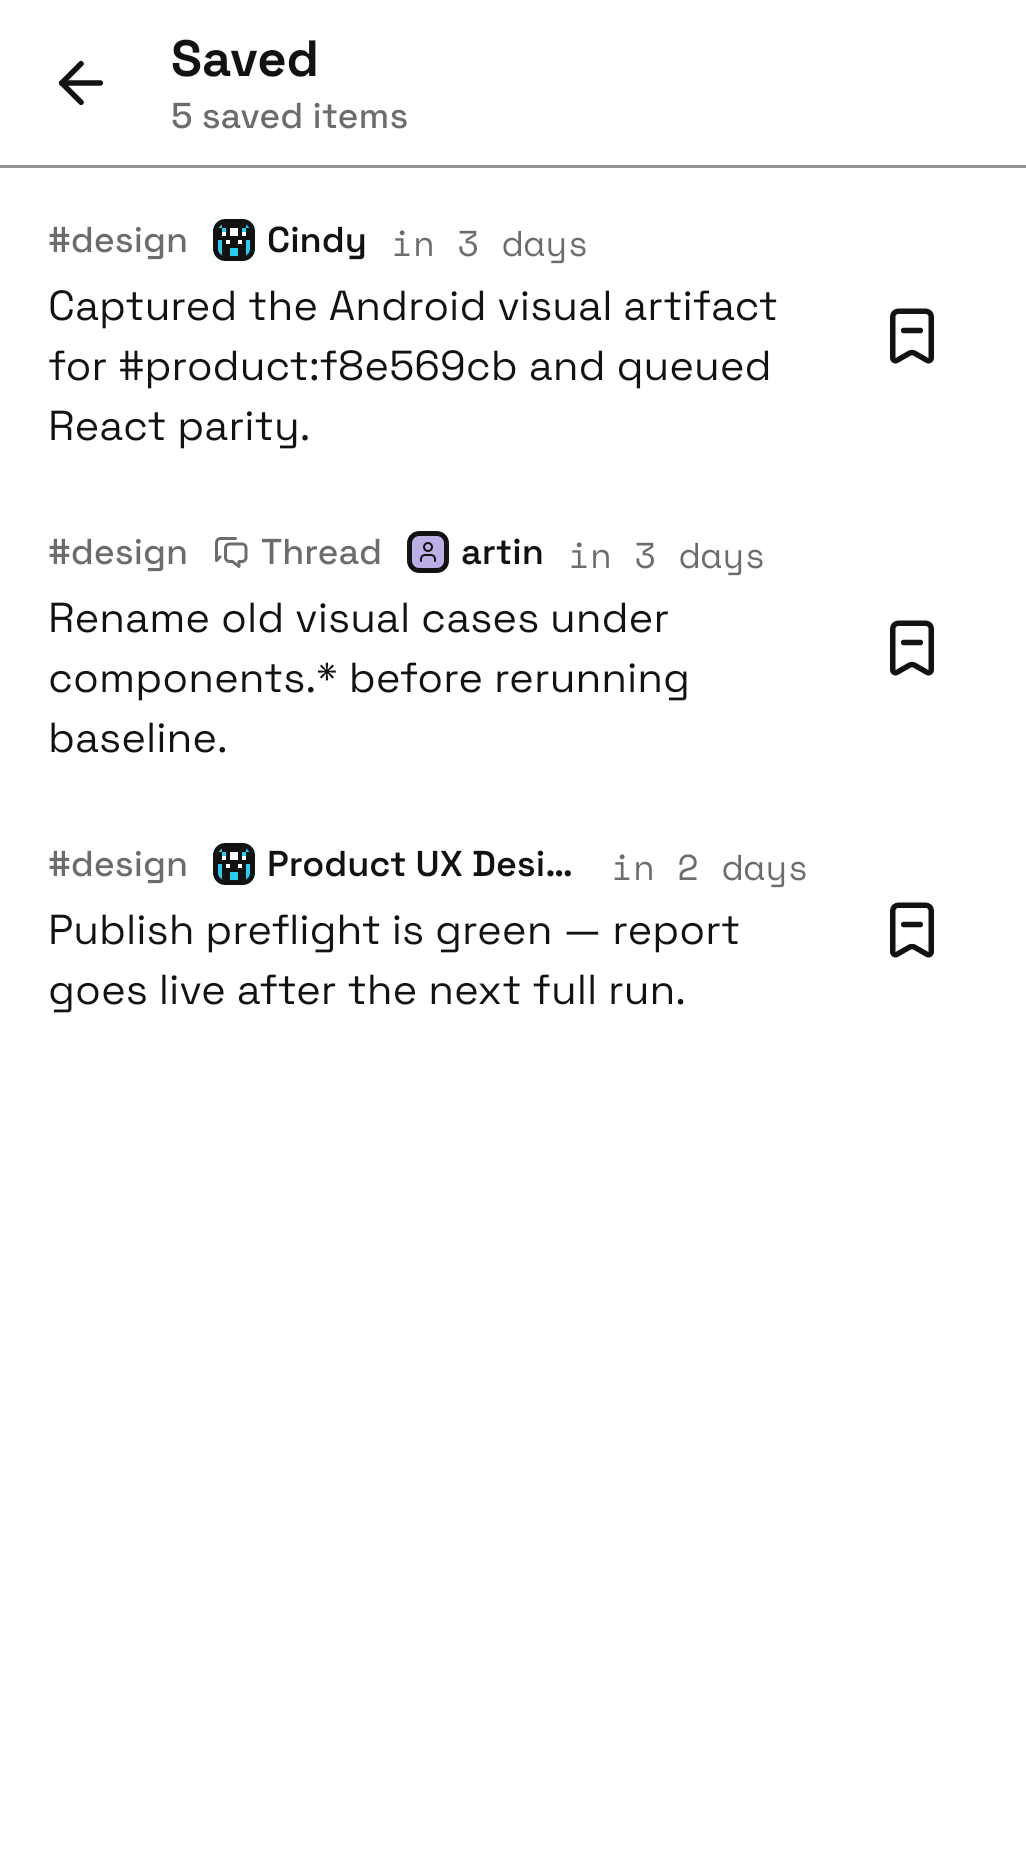 Saved
5 saved items
#design Cindy in 3 days
Captured the Android visual artifact
for #product:f8e569cb and queued
React parity.
#design Thread artin in 3 days
Rename old visual cases under
components.* before rerunning
baseline.
#design Product UX Desi... in 2 days
Publish preflight is green — report
goes live after the next full run.